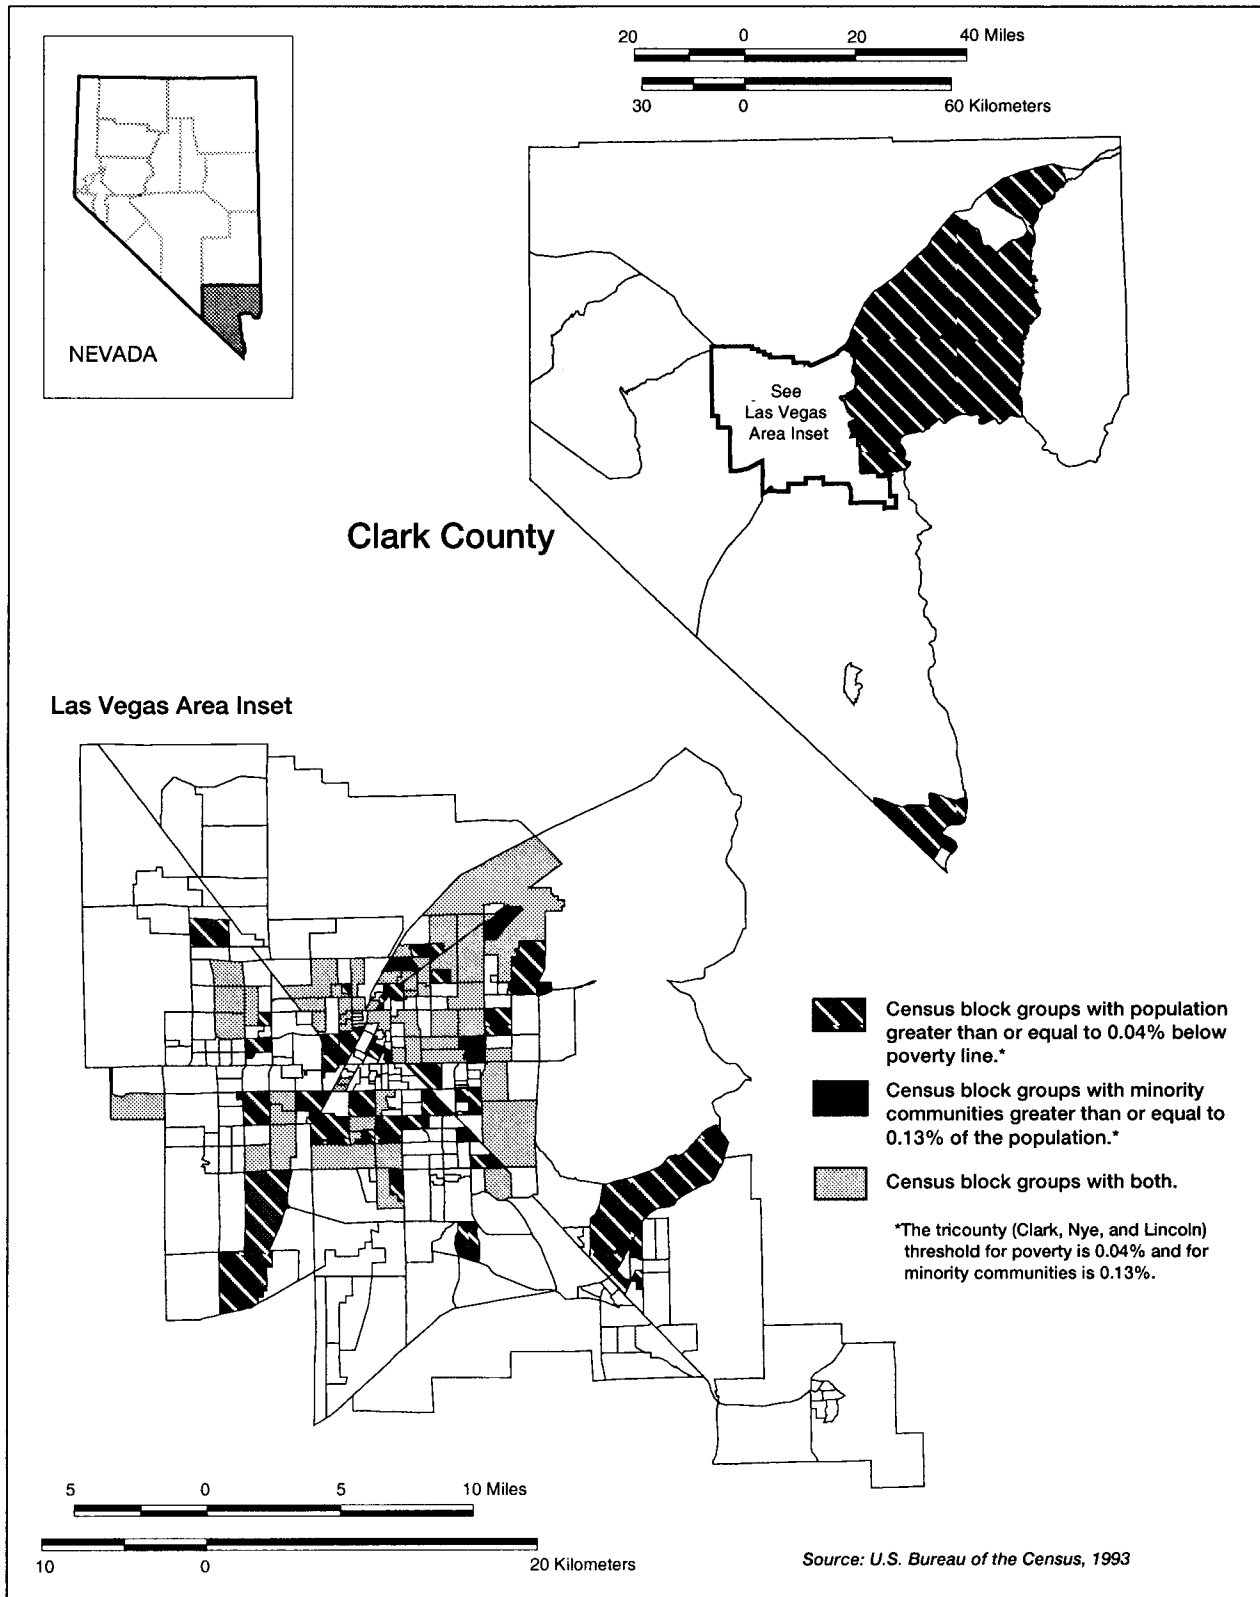 20 0 20 40 Miles
30 0 60 Kilometers
NEVADA
See
Las Vegas
Area Inset
Clark County
Las Vegas Area Inset
Census block groups with population
greater than or equal to 0.04% below
poverty line.*
Census block groups with minority
communities greater than or equal to
0.13% of the population.*
Census block groups with both.
*The tricounty (Clark, Nye, and Lincoln)
threshold for poverty is 0.04% and for
minority communities is 0.13%.
5 0 5 10 Miles
10 0 20 Kilometers
Source: U.S. Bureau of the Census, 1993